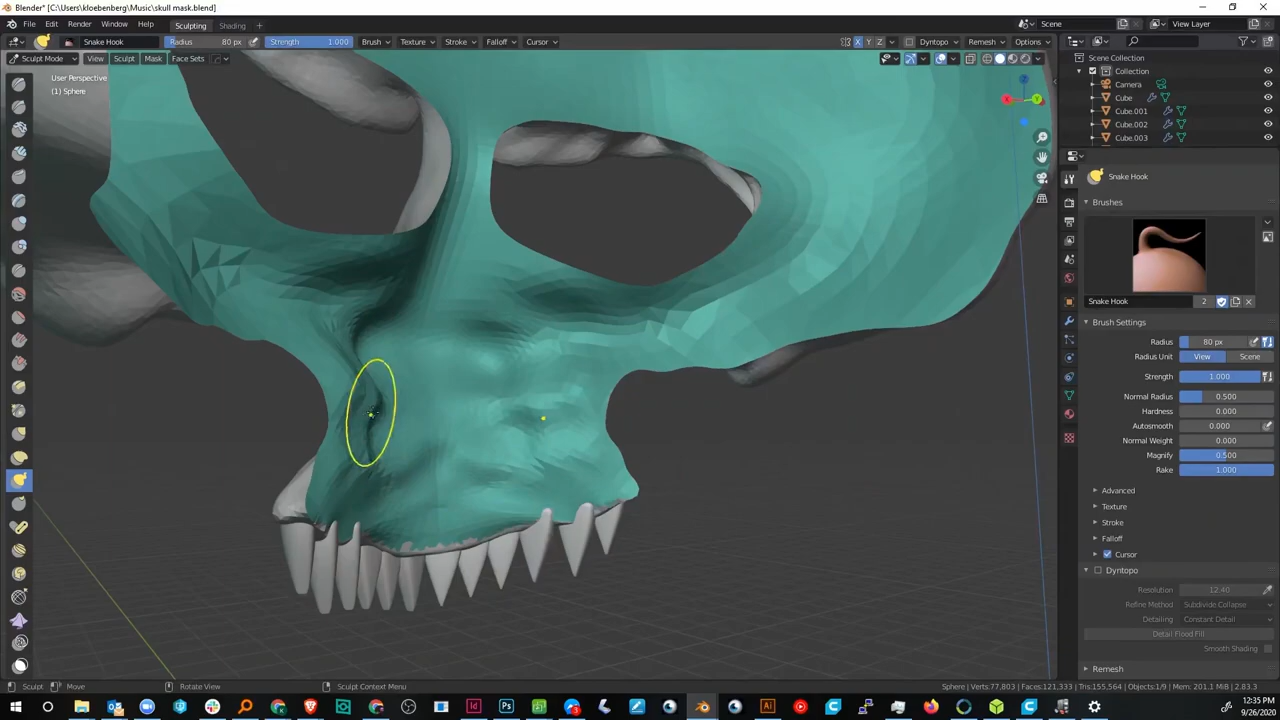 Blender* [C:\Users\kloebenberg\Music\skull mask.blend]
File Edit Render Window Help Sculpting Shading + Scene View Layer
Snake Hook Radius 80 px Strength 1.000 Brush Texture Stroke Falloff Cursor X Y Z Dyntopo Remesh Options
Sculpt Mode View Sculpt Mask Face Sets
User Perspective
(1) Sphere
Scene Collection
Collection
Camera
Cube
Cube.001
Cube.002
Cube.003
Snake Hook
Brushes
Snake Hook 2
Brush Settings
Radius 80 px
Radius Unit View Scene
Strength 1.000
Normal Radius 0.500
Hardness 0.000
Autosmooth 0.000
Normal Weight 0.000
Magnify 0.500
Rake 1.000
Advanced
Texture
Stroke
Falloff
Cursor
Dyntopo
Resolution 12.40
Refine Method Subdivide Collapse
Detailing Constant Detail
Detail Flood Fill
Smooth Shading
Remesh
Sculpt Move Rotate View Sculpt Context Menu Sphere | Verts:77,803 | Faces:121,333 | Tris:155,564 | Objects:1/9 | Mem: 201.1 MiB | 2.83.3
12:35 PM
9/26/2020